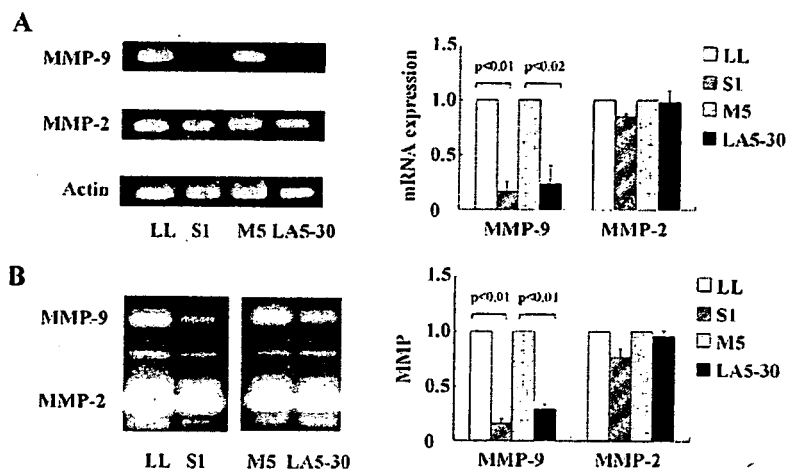 A
MMP-9
MMP-2
Actin
LL S1 M5 LA5-30
mRNA expression
1.5
1.0
0.5
0
p<0.01 p<0.02
MMP-9 MMP-2
LL
S1
M5
LA5-30
B
MMP-9
MMP-2
LL S1 M5 LA5-30
MMP
1.5
1.0
0.5
0
p<0.01 p<0.01
MMP-9 MMP-2
LL
S1
M5
LA5-30